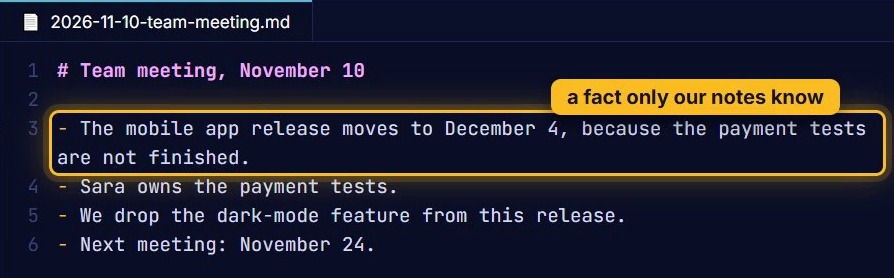 2026-11-10-team-meeting.md
1 # Team meeting, November 10
a fact only our notes know
2
3 - The mobile app release moves to December 4, because the payment tests
are not finished.
4 - Sara owns the payment tests.
5 - We drop the dark-mode feature from this release.
6 - Next meeting: November 24.